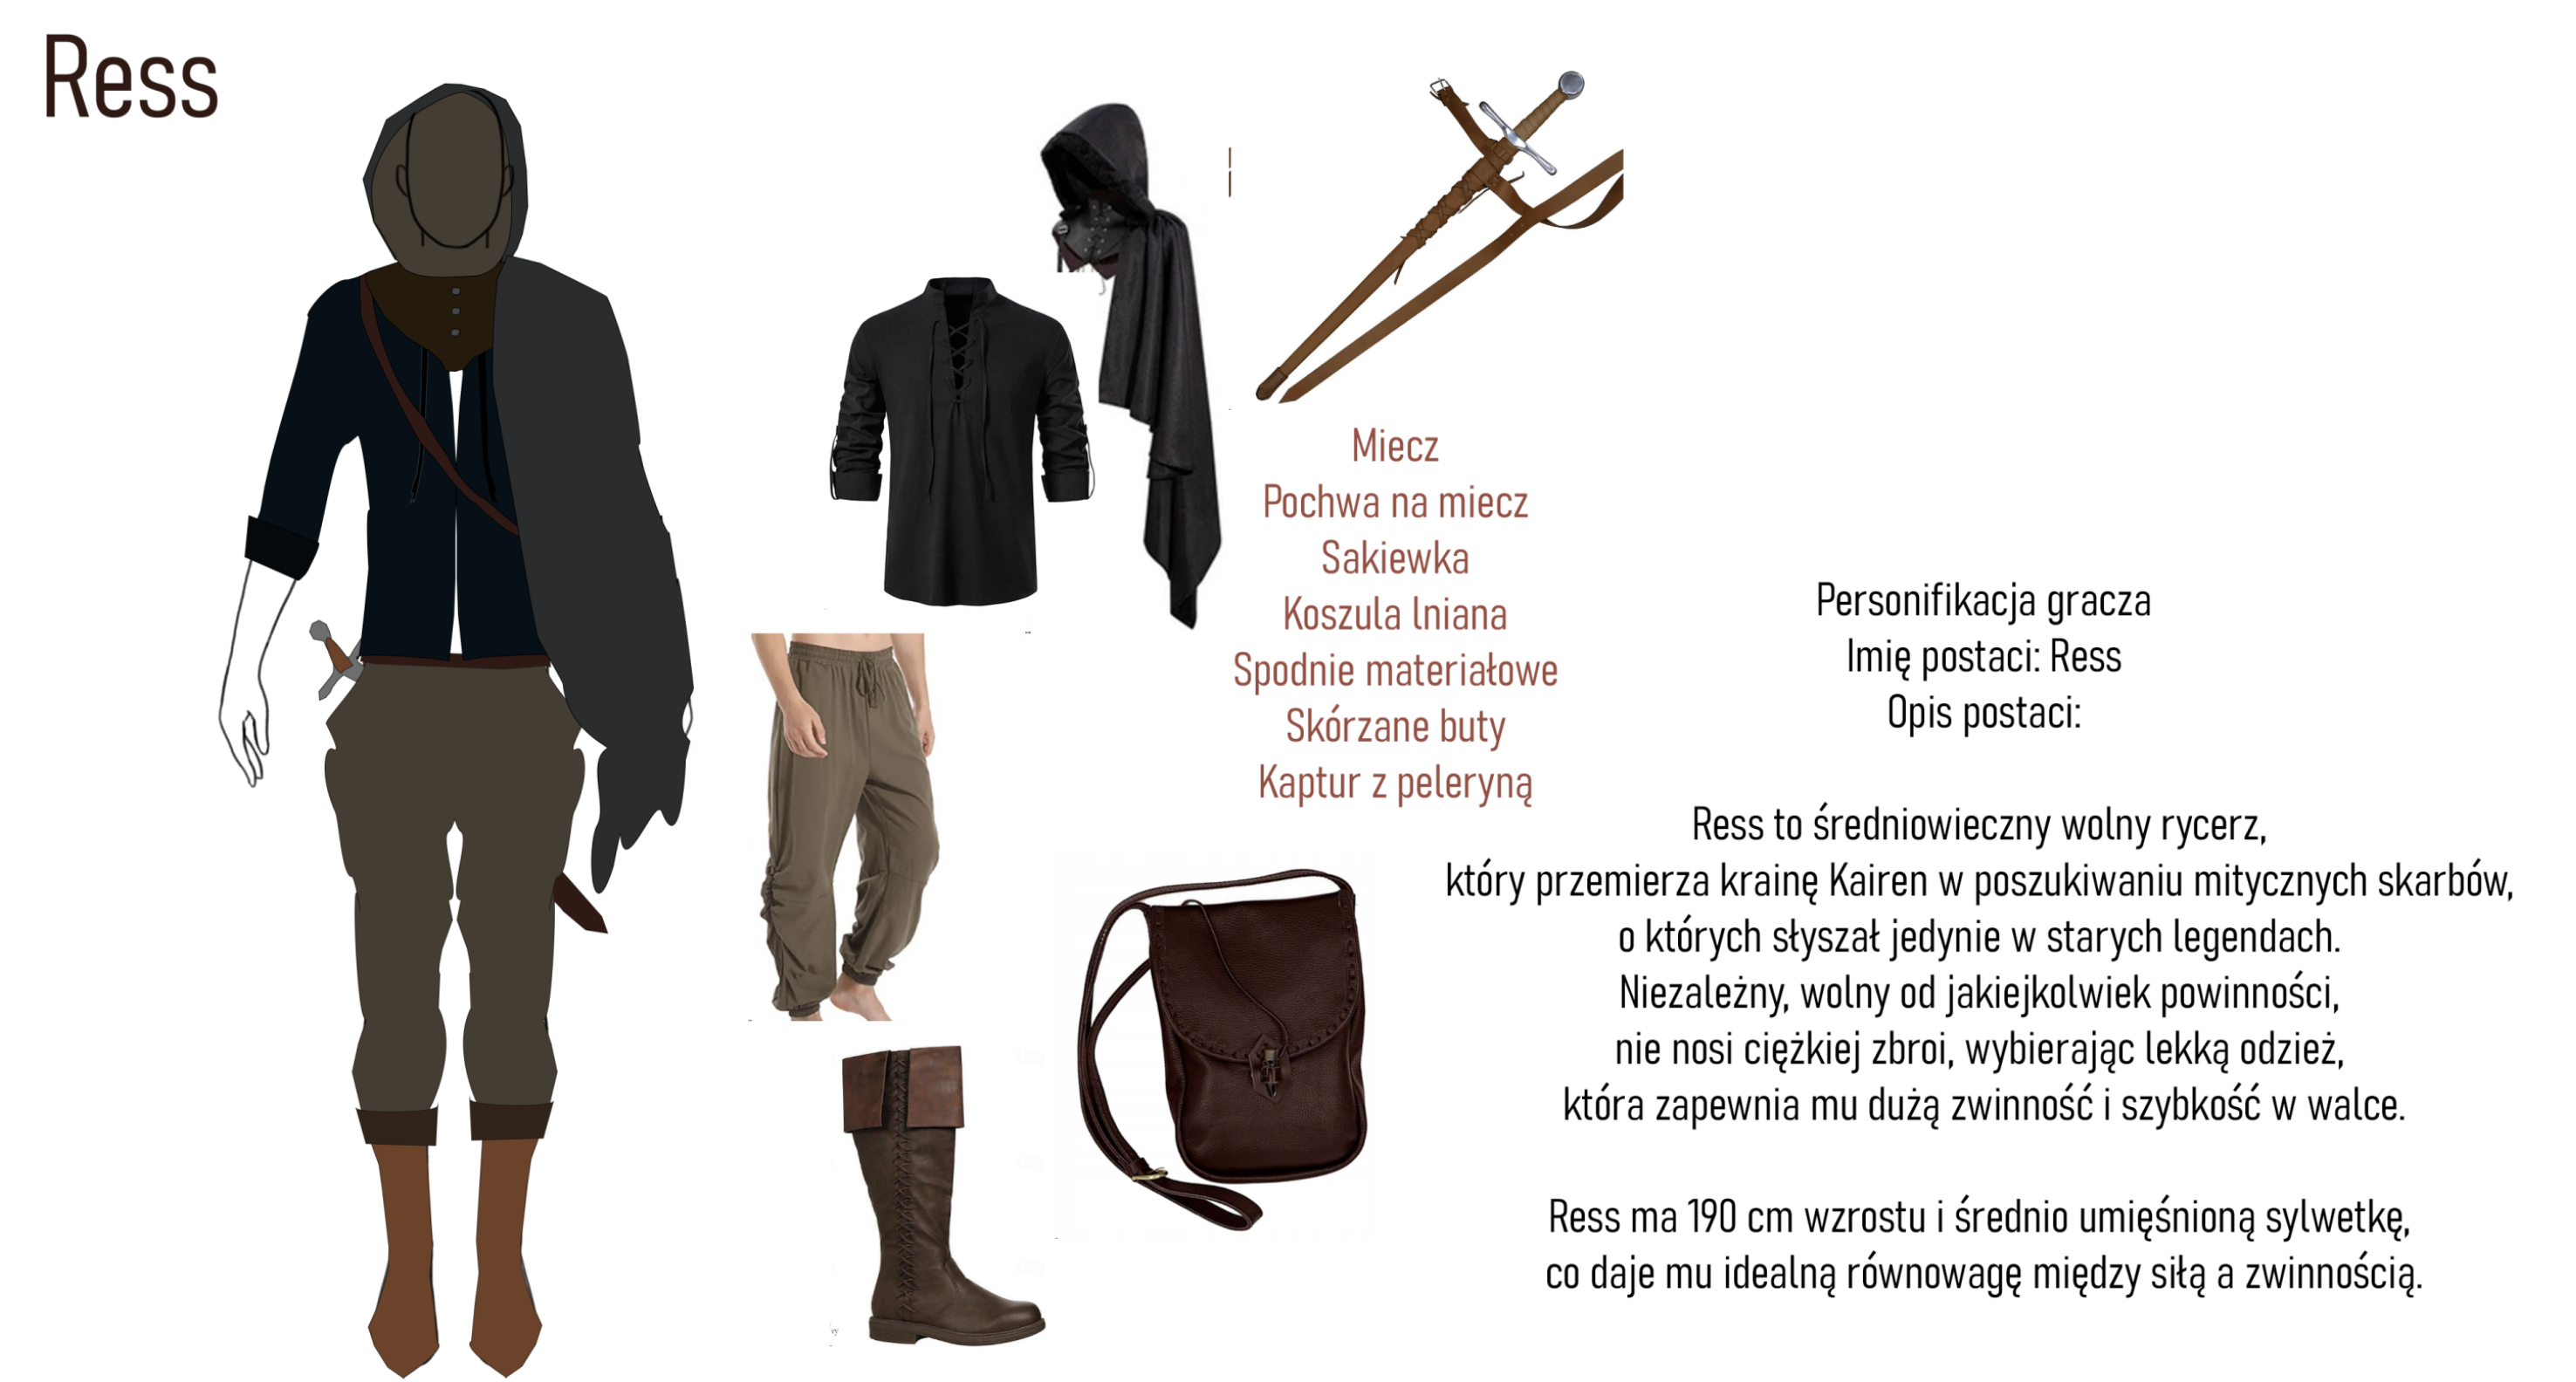 Ress
Miecz
Pochwa na miecz
Sakiewka
Koszula lniana
Spodnie materiałowe
Skórzane buty
Kaptur z peleryną
Personifikacja gracza
Imię postaci: Ress
Opis postaci:
Ress to średniowieczny wolny rycerz,
który przemierza krainę Kairen w poszukiwaniu mitycznych skarbów,
o których słyszał jedynie w starych legendach.
Niezależny, wolny od jakiejkolwiek powinności,
nie nosi ciężkiej zbroi, wybierając lekką odzież,
która zapewnia mu dużą zwinność i szybkość w walce.
Ress ma 190 cm wzrostu i średnio umięśnioną sylwetkę,
co daje mu idealną równowagę między siłą a zwinnością.